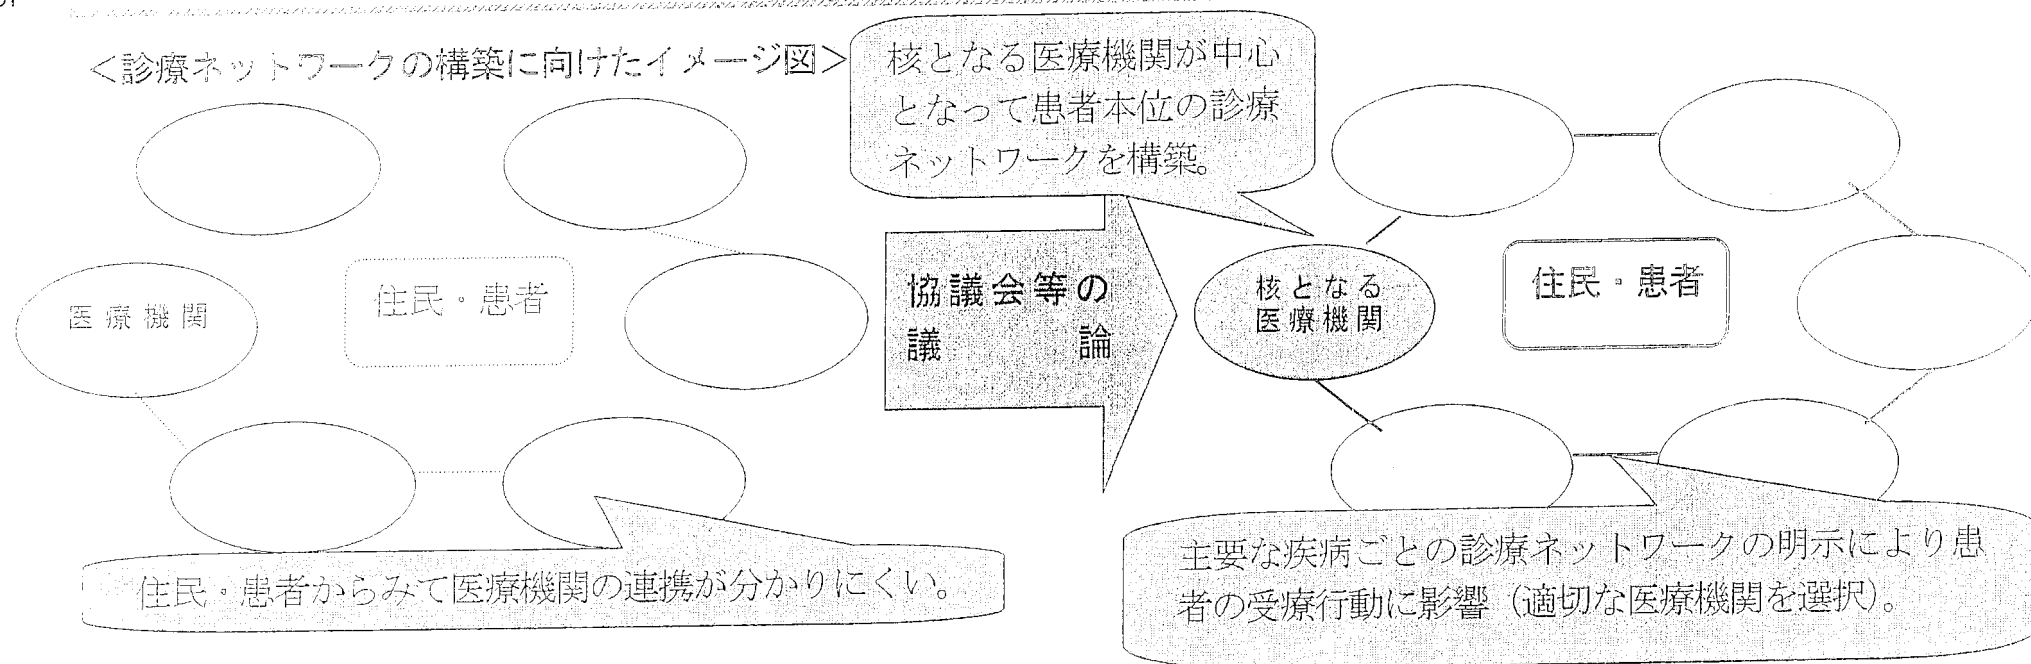 <診療ネットワークの構築に向けたイメージ図>
核となる医療機関が中心
となって患者本位の診療
ネットワークを構築。
医療機関
住民・患者
協議会等の
議論
核となる
医療機関
住民・患者
住民・患者からみて医療機関の連携が分かりにくい。
主要な疾病ごとの診療ネットワークの明示により患
者の受療行動に影響（適切な医療機関を選択）。